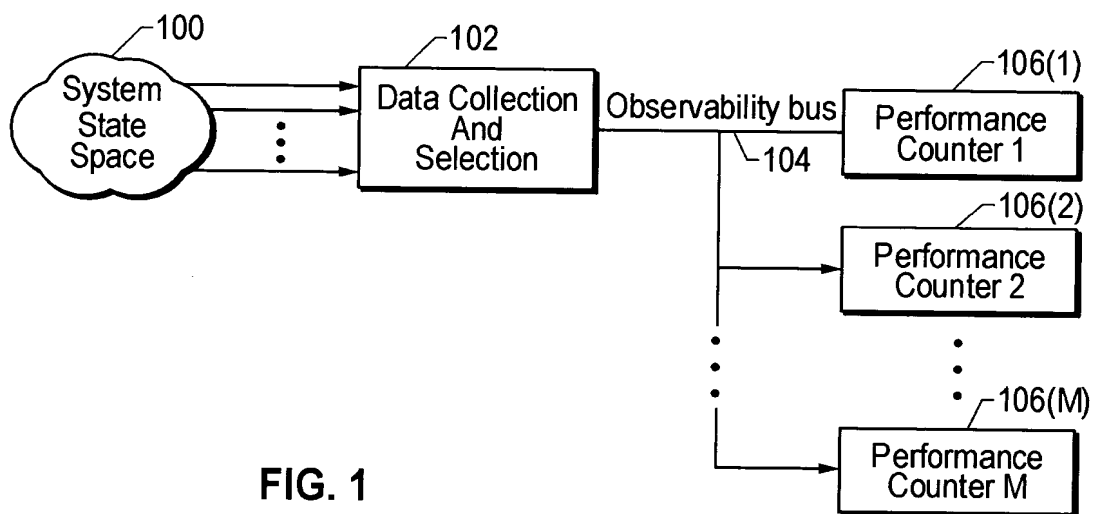 100
System
State
Space
102
Data Collection
And
Selection
Observability bus
104
106(1)
Performance
Counter 1
106(2)
Performance
Counter 2
106(M)
Performance
Counter M
FIG. 1